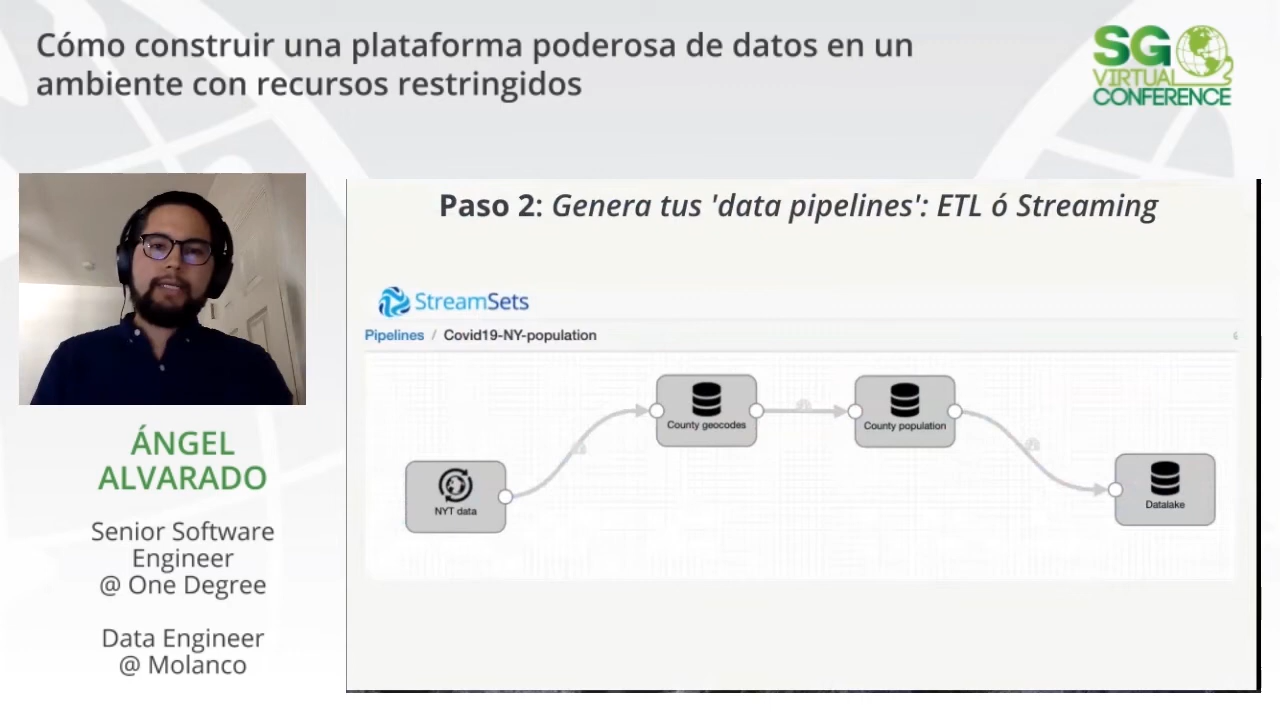 Cómo construir una plataforma poderosa de datos en un
ambiente con recursos restringidos
SG
VIRTUAL
CONFERENCE
Paso 2: Genera tus 'data pipelines': ETL ó Streaming
StreamSets
Pipelines / Covid19-NY-population
County geocodes
County population
NYT data
Datalake
ÁNGEL
ALVARADO
Senior Software
Engineer
@ One Degree
Data Engineer
@ Molanco